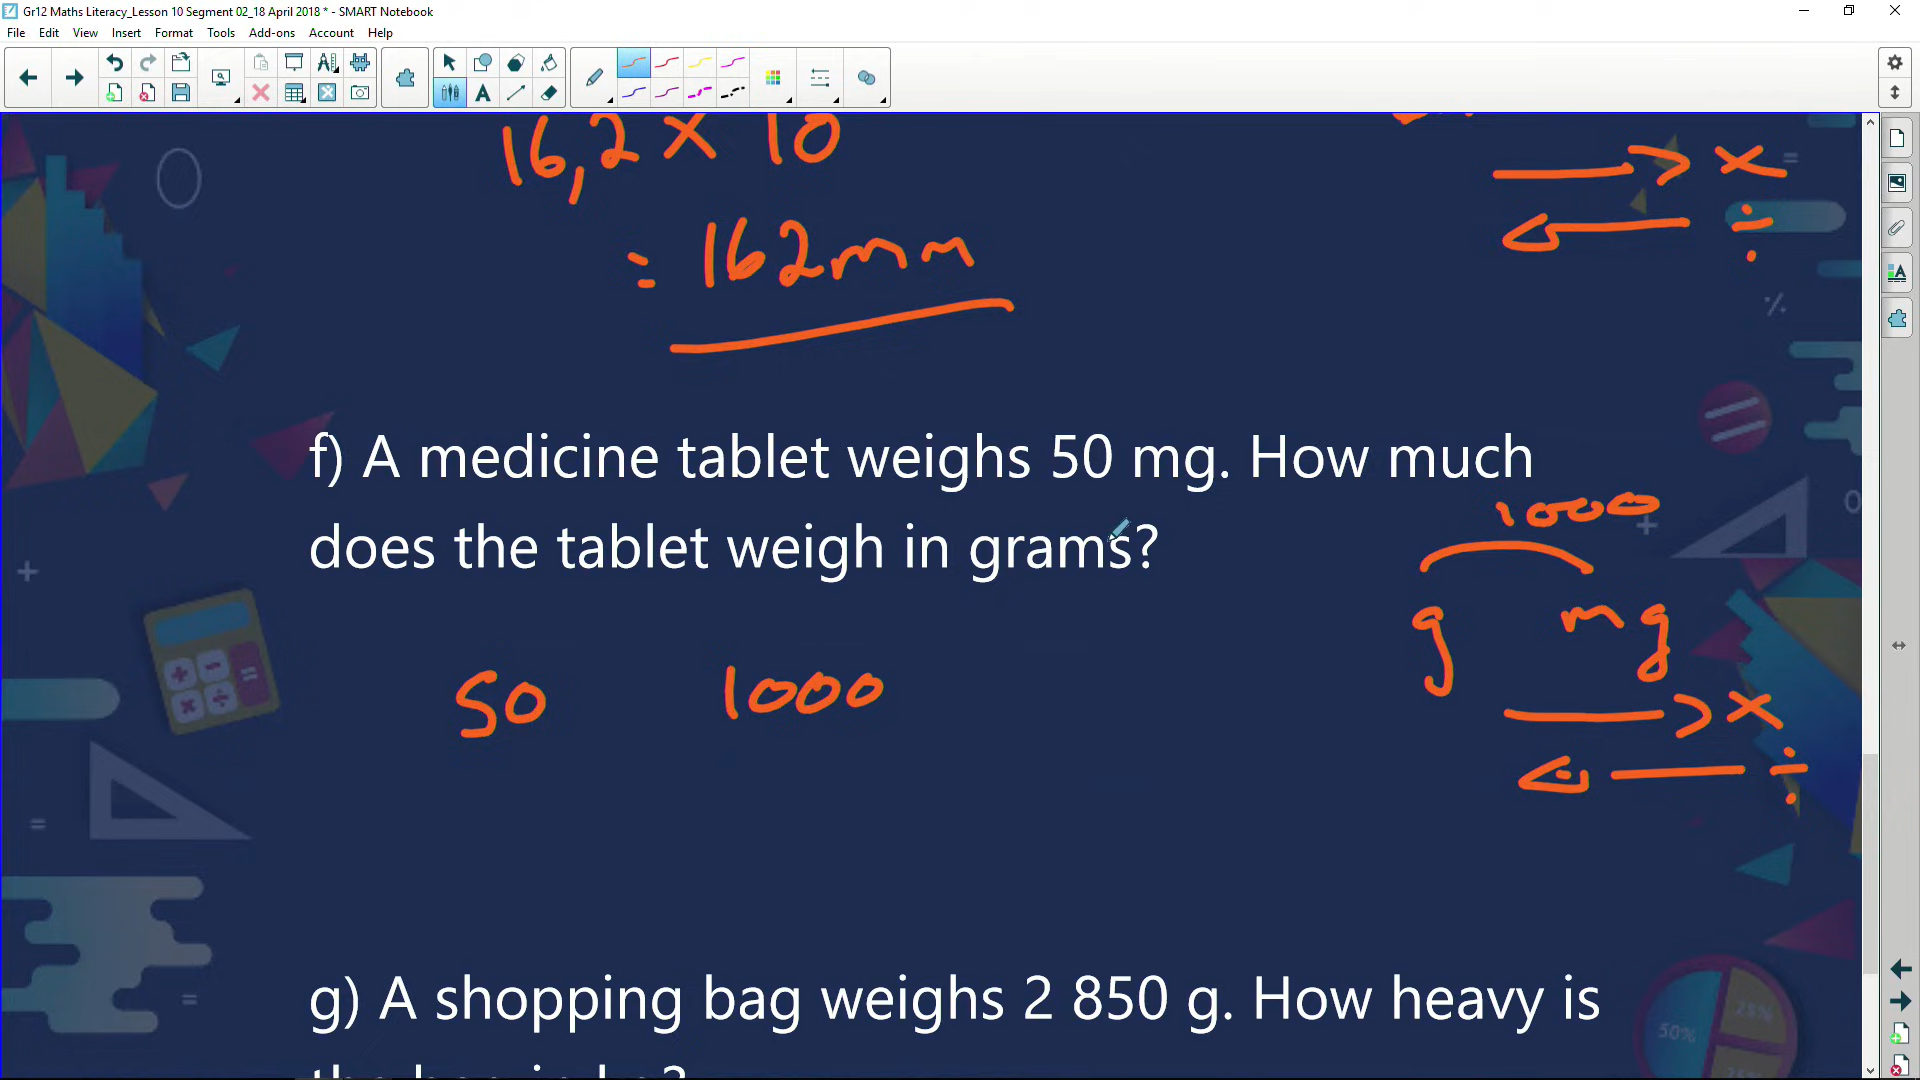 Gr12 Maths Literacy_Lesson 10 Segment 02_18 April 2018 * - SMART Notebook
File Edit View Insert Format Tools Add-ons Account Help
16,2 × 10
= 162mm
→ ×
← ÷
f) A medicine tablet weighs 50 mg. How much
does the tablet weigh in grams?
1000
g mg
50 1000
→ ×
← ÷
g) A shopping bag weighs 2 850 g. How heavy is
50% 25%